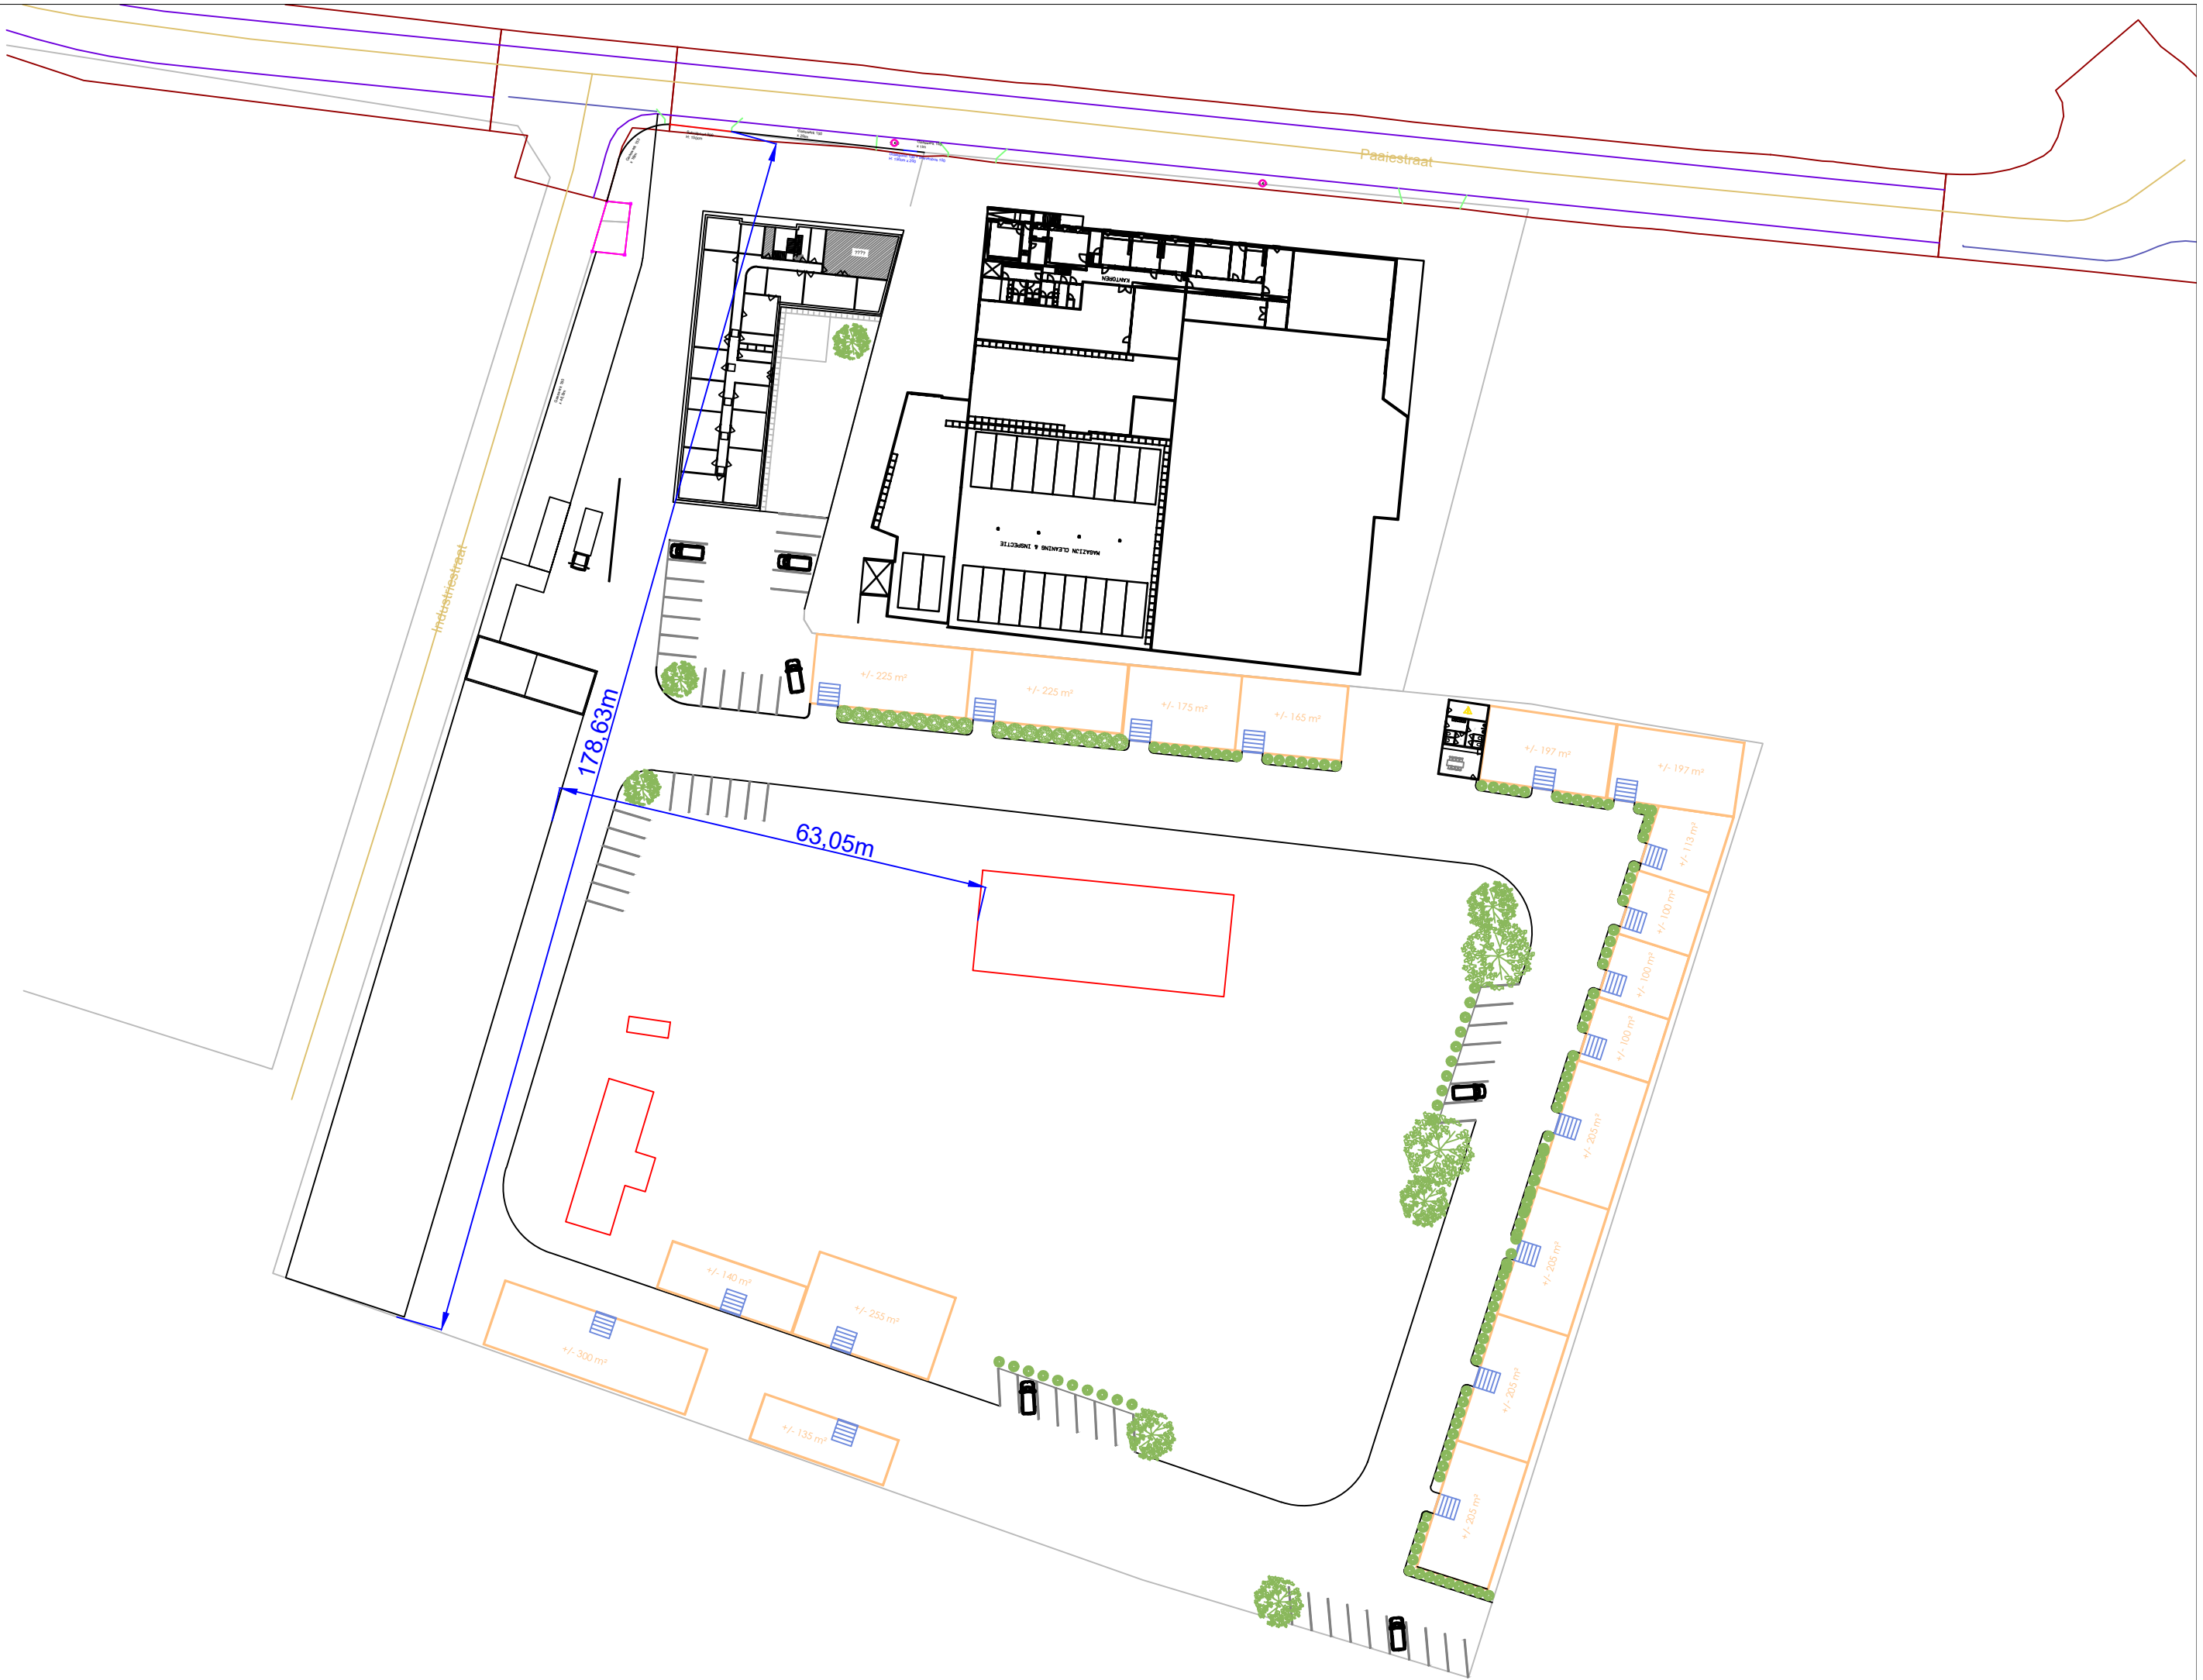 Paaiestraat
????
KANTOREN
Industriestraat
MAGAZIJN CLEANING & INSPECTIE
178,63m
63,05m
+/- 225 m²
+/- 225 m²
+/- 175 m²
+/- 165 m²
+/- 197 m²
+/- 197 m²
+/- 113 m²
+/- 100 m²
+/- 100 m²
+/- 100 m²
+/- 205 m²
+/- 205 m²
+/- 205 m²
+/- 205 m²
+/- 140 m²
+/- 255 m²
+/- 300 m²
+/- 135 m²